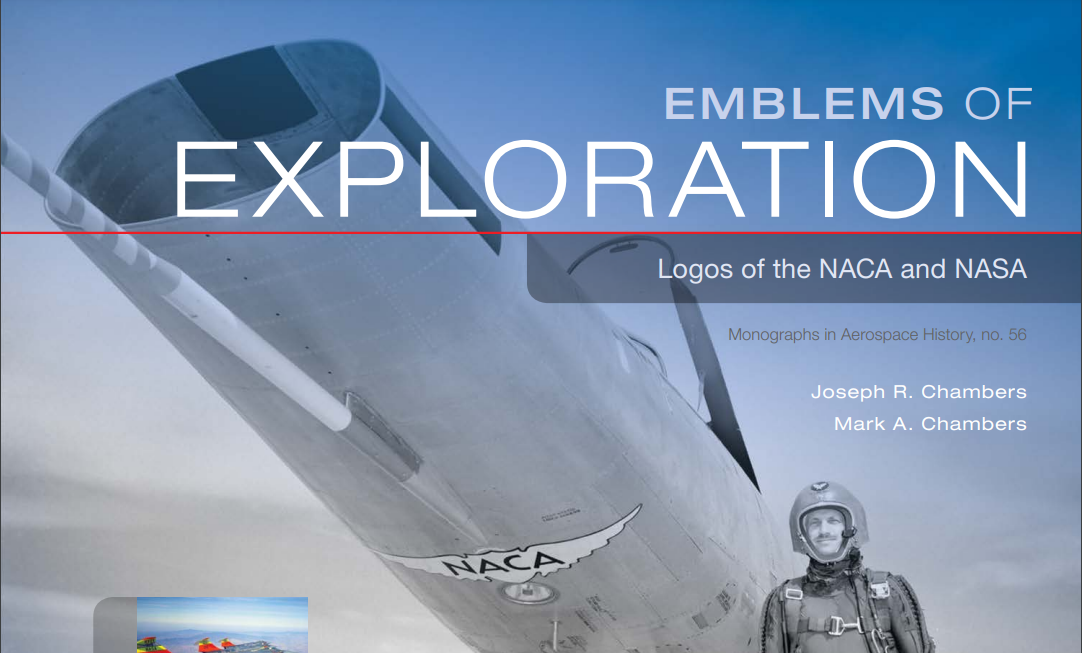 EMBLEMS OF
EXPLORATION
Logos of the NACA and NASA
Monographs in Aerospace History, no. 56
Joseph R. Chambers
Mark A. Chambers
NACA